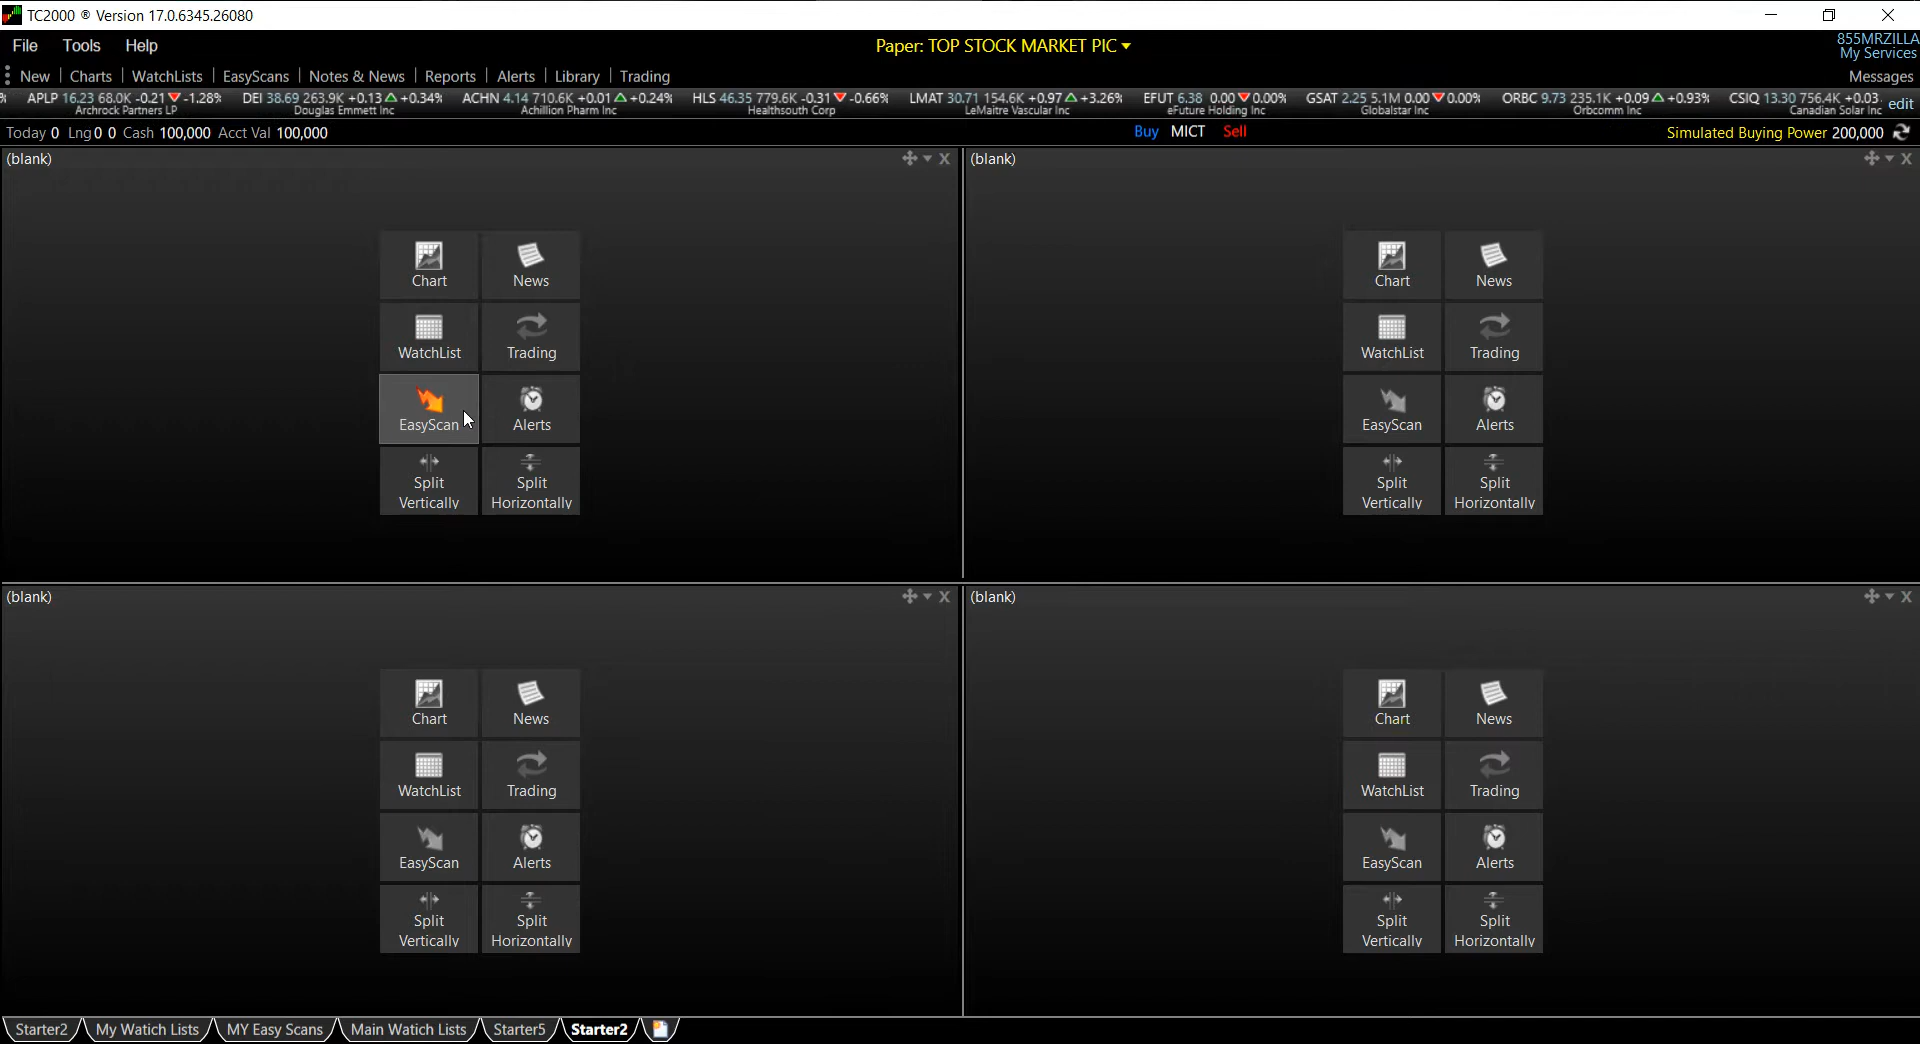 TC2000 ® Version 17.0.6345.26080
File Tools Help
Paper: TOP STOCK MARKET PIC
855MRZILLA
My Services
New Charts WatchLists EasyScans Notes & News Reports Alerts Library Trading
Messages
% APLP 16.23 68.0K -0.21 -1.28% DEI 38.69 263.9K +0.13 +0.34% ACHN 4.14 710.6K +0.01 +0.24% HLS 46.35 779.6K -0.31 -0.66% LMAT 30.71 154.6K +0.97 +3.26% EFUT 6.38 0.00 0.00% GSAT 2.25 5.1M 0.00 0.00% ORBC 9.73 235.1K +0.09 +0.93% CSIQ 13.30 756.4K +0.03 edit
Archrock Partners LP Douglas Emmett Inc Achillion Pharm Inc Healthsouth Corp LeMaitre Vascular Inc eFuture Holding Inc Globalstar Inc Orbcomm Inc Canadian Solar Inc
Today 0 Lng 0 0 Cash 100,000 Acct Val 100,000 Buy MICT Sell Simulated Buying Power 200,000
(blank)
Chart News
WatchList Trading
EasyScan Alerts
Split Vertically Split Horizontally
(blank)
Chart News
WatchList Trading
EasyScan Alerts
Split Vertically Split Horizontally
(blank)
Chart News
WatchList Trading
EasyScan Alerts
Split Vertically Split Horizontally
(blank)
Chart News
WatchList Trading
EasyScan Alerts
Split Vertically Split Horizontally
Starter2 My Watich Lists MY Easy Scans Main Watich Lists Starter5 Starter2